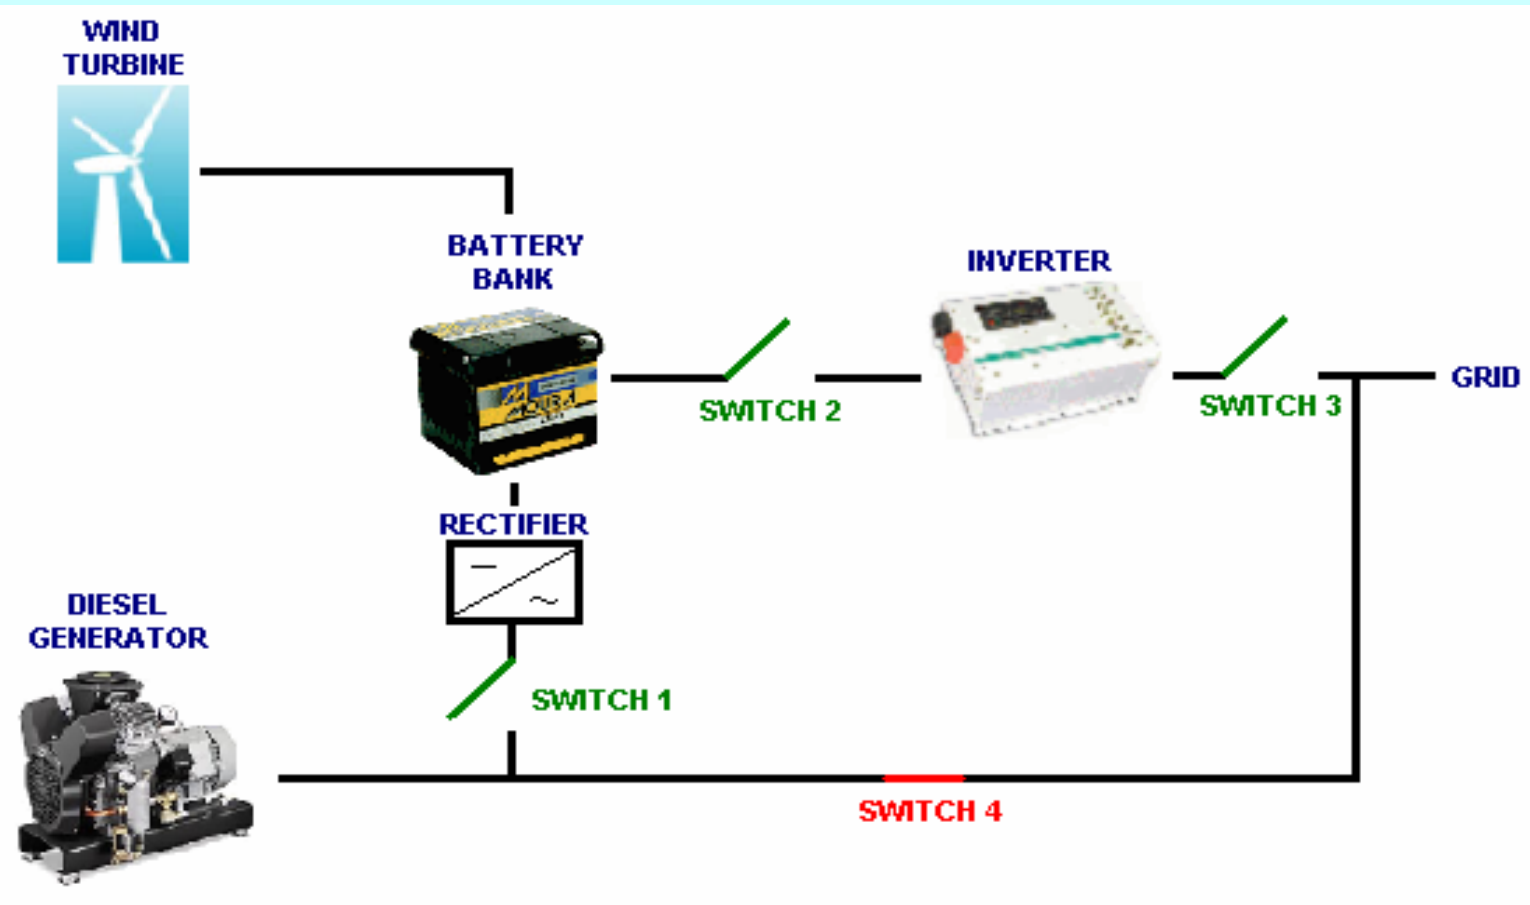 WIND
TURBINE
BATTERY
BANK
INVERTER
SWITCH 2
SWITCH 3
GRID
RECTIFIER
DIESEL
GENERATOR
SWITCH 1
SWITCH 4